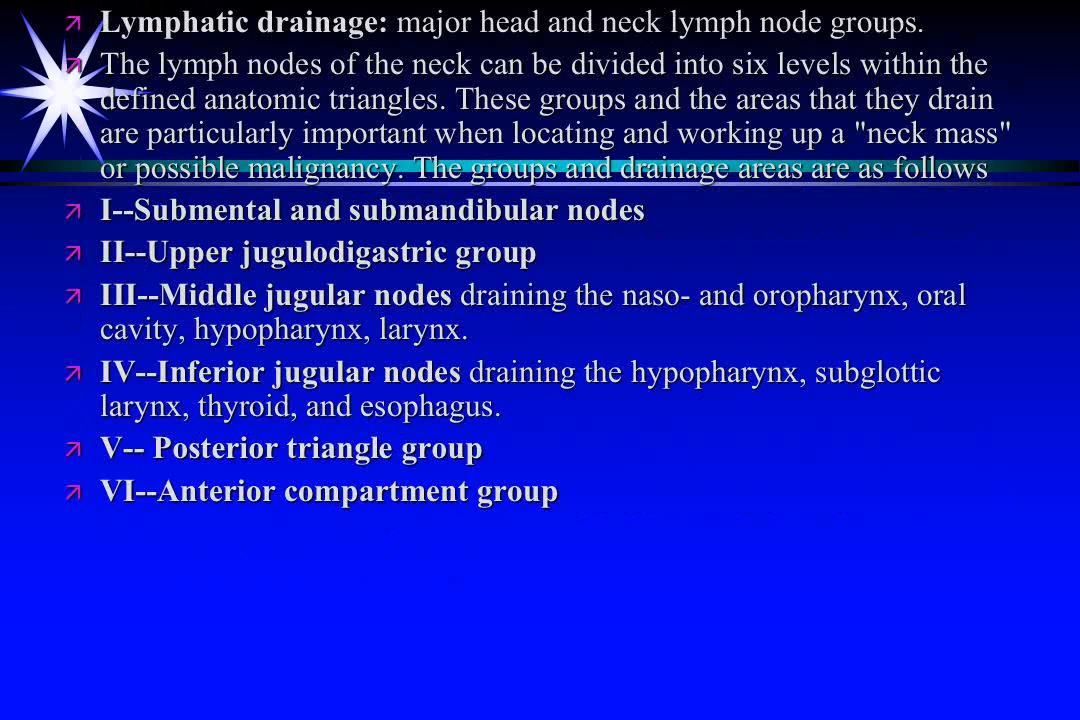 Lymphatic drainage: major head and neck lymph node groups.
The lymph nodes of the neck can be divided into six levels within the
defined anatomic triangles. These groups and the areas that they drain
are particularly important when locating and working up a "neck mass"
or possible malignancy. The groups and drainage areas are as follows
I--Submental and submandibular nodes
II--Upper jugulodigastric group
III--Middle jugular nodes draining the naso- and oropharynx, oral
cavity, hypopharynx, larynx.
IV--Inferior jugular nodes draining the hypopharynx, subglottic
larynx, thyroid, and esophagus.
V-- Posterior triangle group
VI--Anterior compartment group